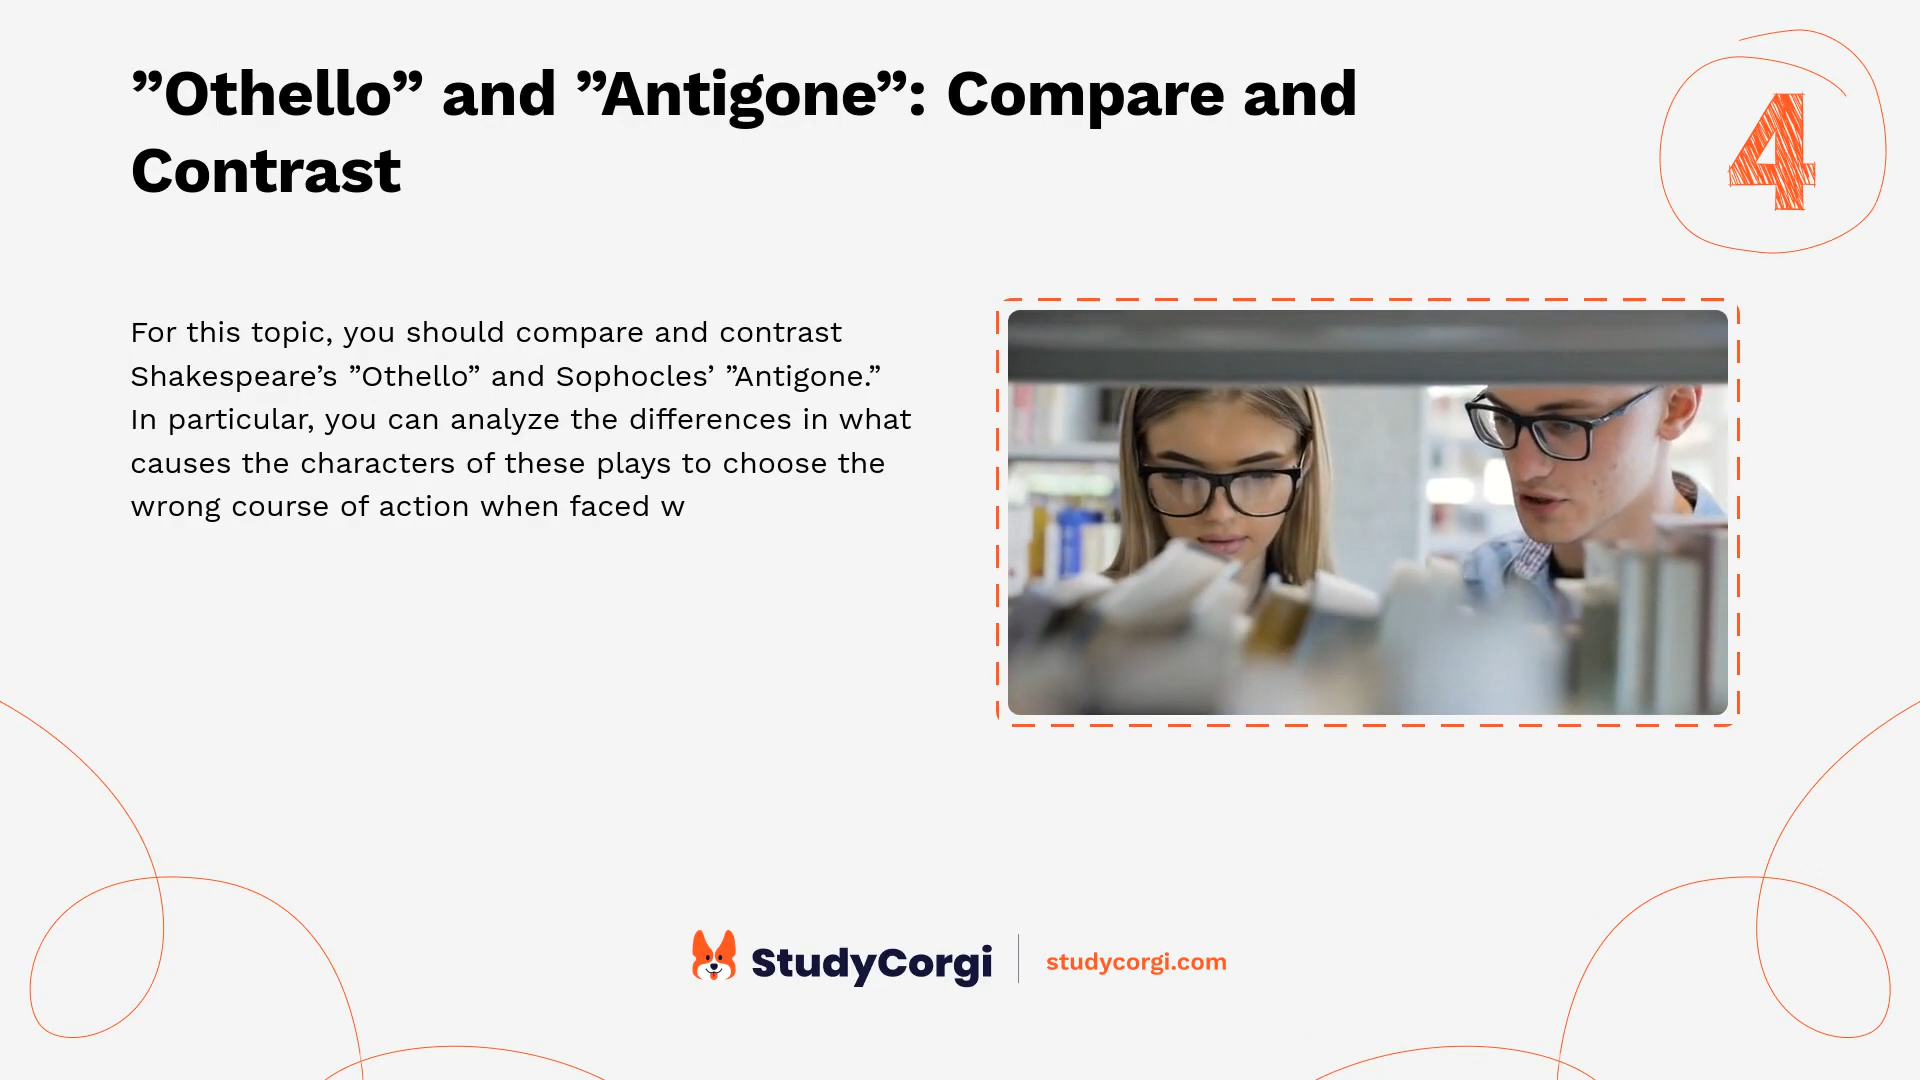 ”Othello” and ”Antigone”: Compare and
Contrast
4
For this topic, you should compare and contrast
Shakespeare’s ”Othello” and Sophocles’ ”Antigone.”
In particular, you can analyze the differences in what
causes the characters of these plays to choose the
wrong course of action when faced w
StudyCorgi
studycorgi.com